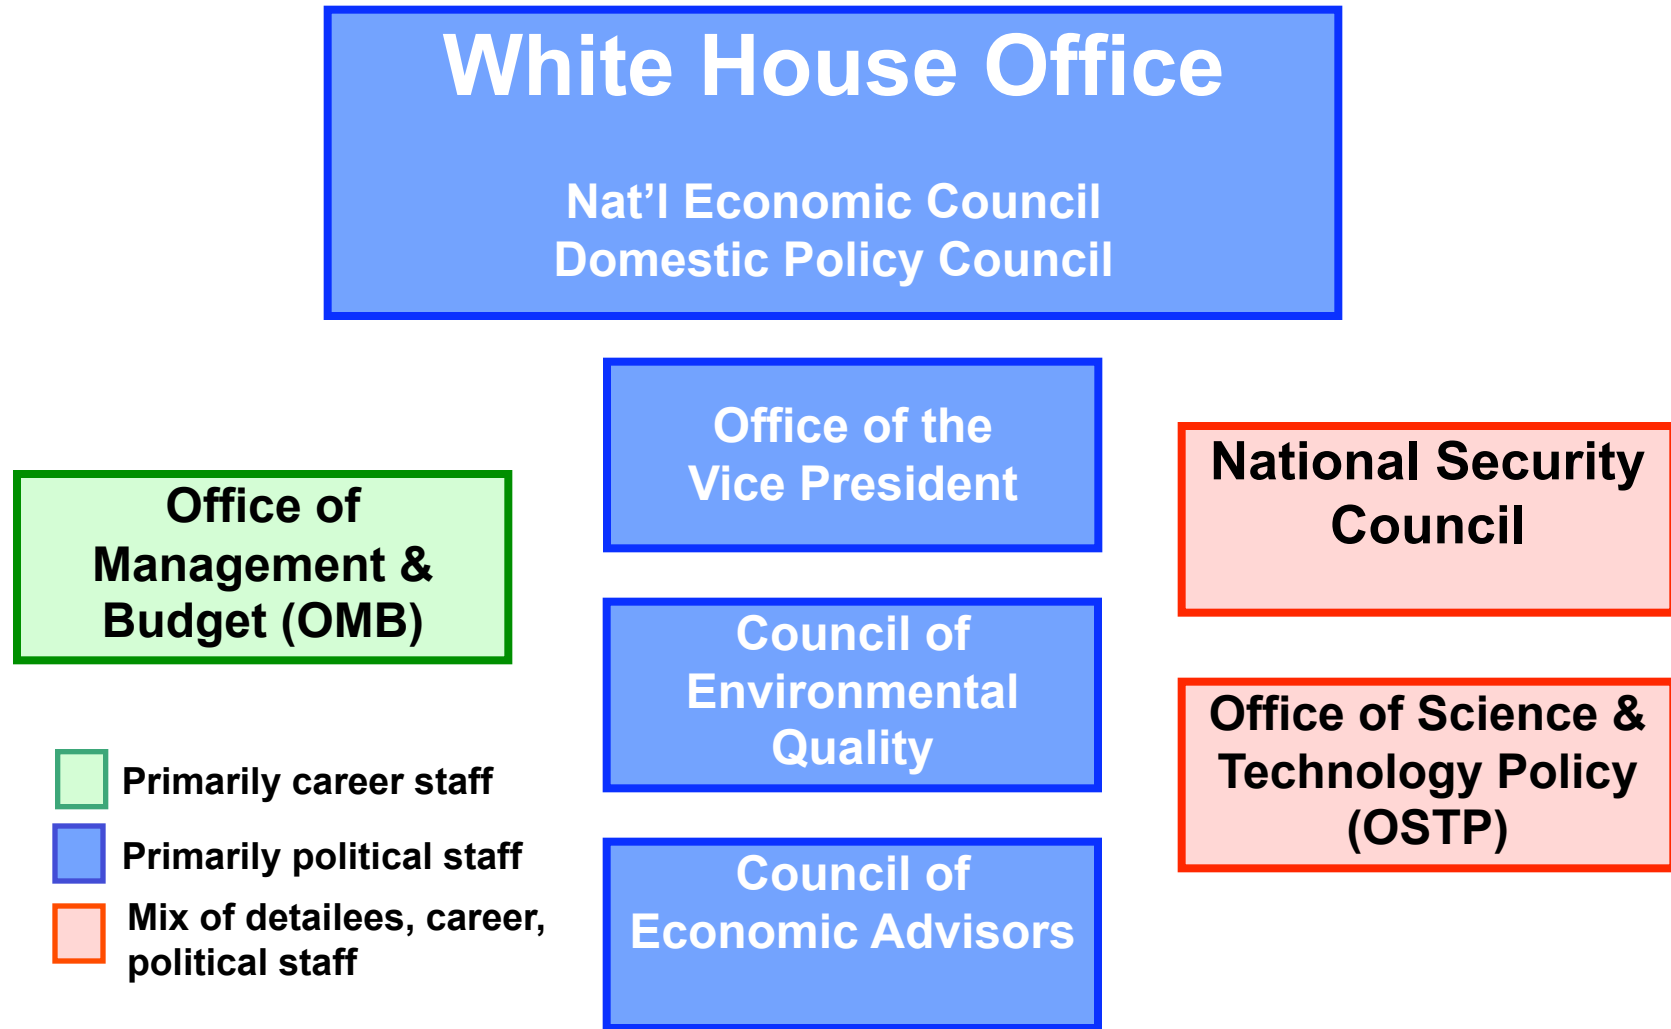 White House Office
Nat’l Economic Council
Domestic Policy Council
Office of the
Vice President
National Security
Council
Office of
Management &
Budget (OMB)
Council of
Environmental
Quality
Office of Science &
Technology Policy
(OSTP)
Primarily career staff
Primarily political staff
Mix of detailees, career,
political staff
Council of
Economic Advisors